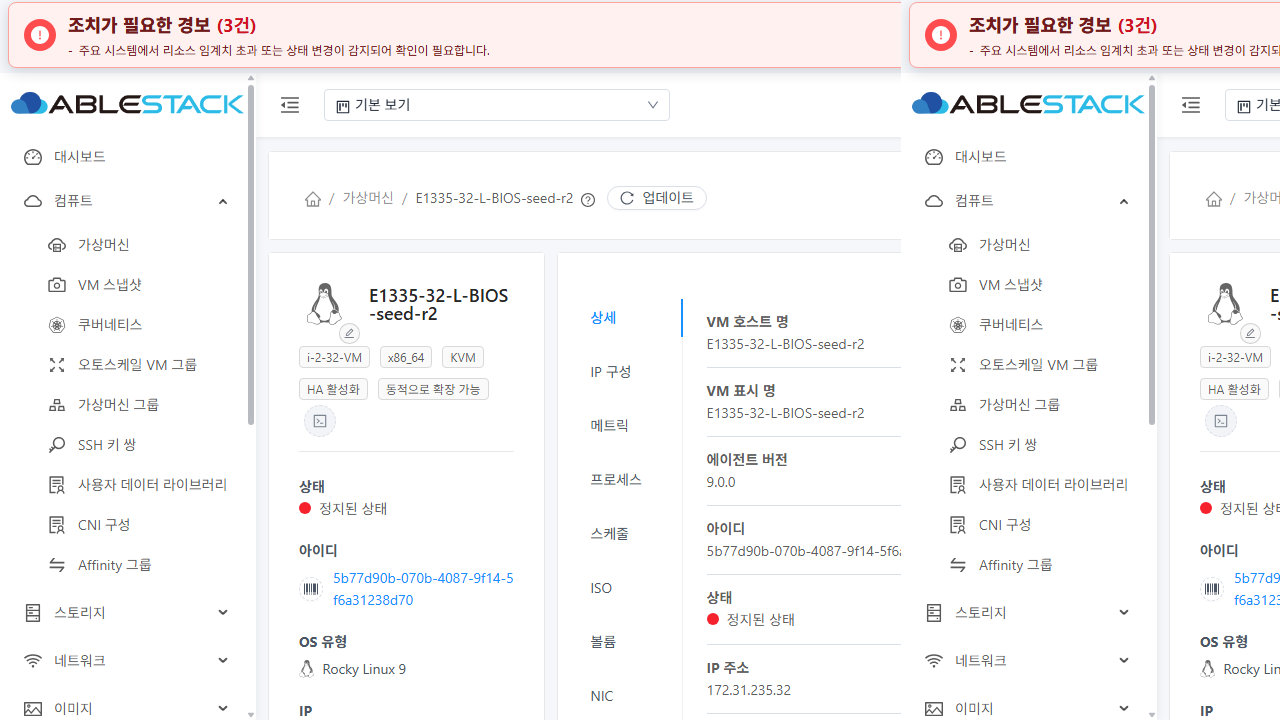 조치가 필요한 경보 (3건)
- 주요 시스템에서 리소스 임계치 초과 또는 상태 변경이 감지되어 확인이 필요합니다.
ABLESTACK
기본 보기
대시보드
컴퓨트
가상머신
VM 스냅샷
쿠버네티스
오토스케일 VM 그룹
가상머신 그룹
SSH 키 쌍
사용자 데이터 라이브러리
CNI 구성
Affinity 그룹
스토리지
네트워크
이미지
/ 가상머신 / E1335-32-L-BIOS-seed-r2 업데이트
E1335-32-L-BIOS
-seed-r2
i-2-32-VM x86_64 KVM
HA 활성화 동적으로 확장 가능
상태
정지된 상태
아이디
5b77d90b-070b-4087-9f14-5
f6a31238d70
OS 유형
Rocky Linux 9
IP
상세
IP 구성
메트릭
프로세스
스케줄
ISO
볼륨
NIC
VM 호스트 명
E1335-32-L-BIOS-seed-r2
VM 표시 명
E1335-32-L-BIOS-seed-r2
에이전트 버전
9.0.0
아이디
5b77d90b-070b-4087-9f14-5f6a
상태
정지된 상태
IP 주소
172.31.235.32
조치가 필요한 경보 (3건)
- 주요 시스템에서 리소스 임계치 초과 또는 상태 변경이 감지되
ABLESTACK
기본
대시보드
컴퓨트
가상머신
VM 스냅샷
쿠버네티스
오토스케일 VM 그룹
가상머신 그룹
SSH 키 쌍
사용자 데이터 라이브러리
CNI 구성
Affinity 그룹
스토리지
네트워크
이미지
/ 가상머
E
-s
i-2-32-VM
HA 활성화
상태
정지된 상태
아이디
5b77d9
f6a312
OS 유형
Rocky Lin
IP